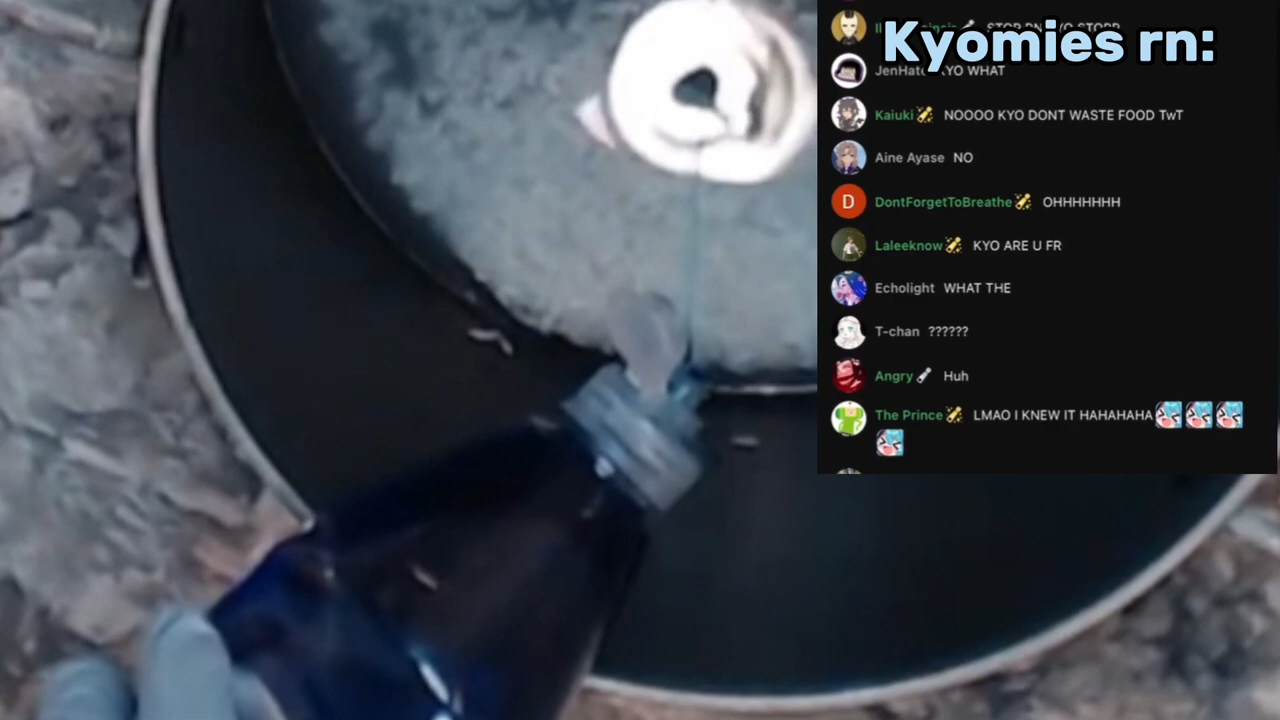 Kyomies rn:
JenHato KYO WHAT
Kaiuki NOOOO KYO DONT WASTE FOOD TwT
Aine Ayase NO
DontForgetToBreathe OHHHHHHH
D
Laleeknow KYO ARE U FR
Echolight WHAT THE
T-chan ??????
Angry Huh
The Prince LMAO I KNEW IT HAHAHAHA